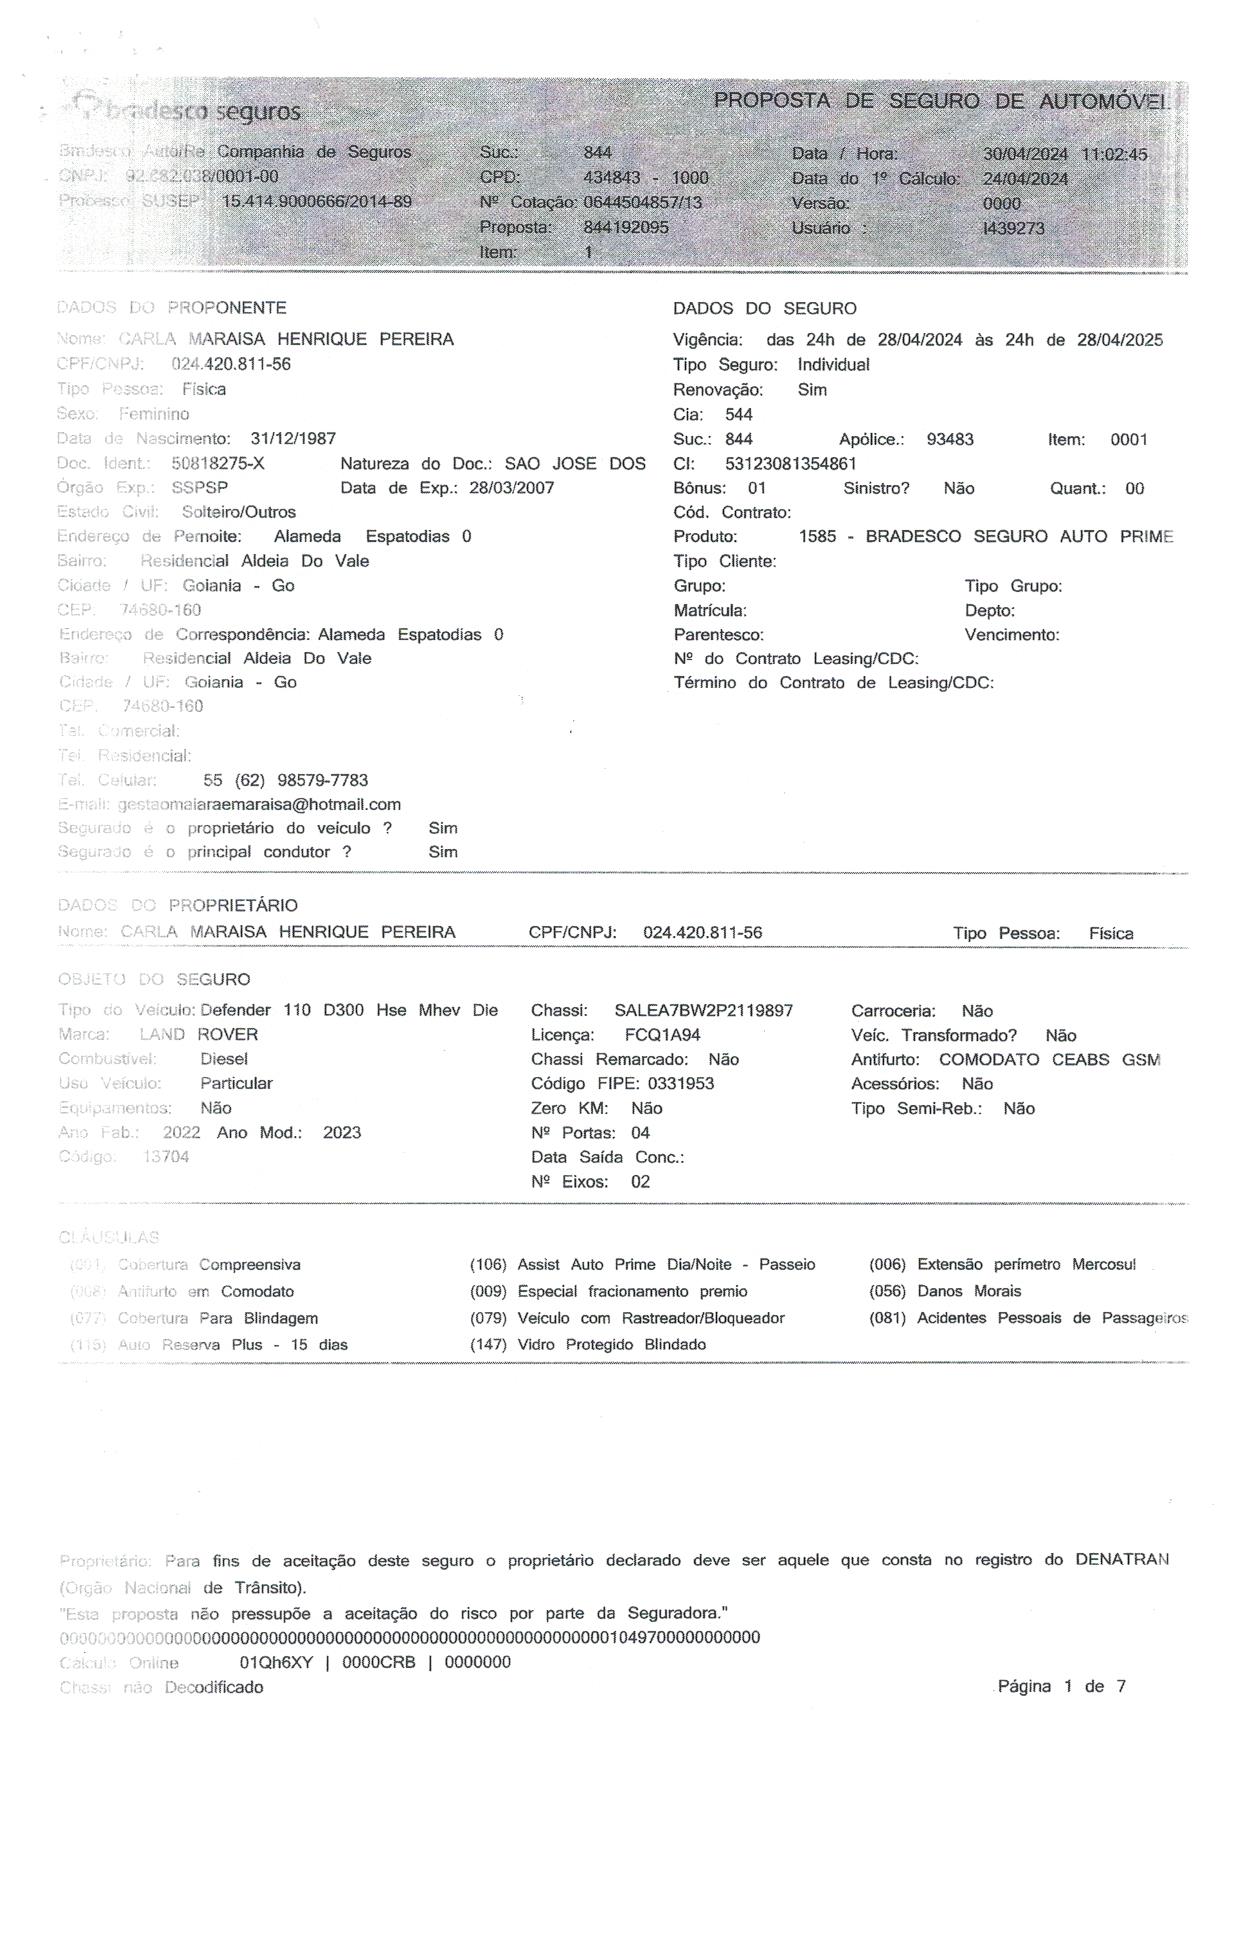 bradesco seguros
PROPOSTA DE SEGURO DE AUTOMÓVEL
Bradesco Auto/Re Companhia de Seguros Suc.: 844 Data / Hora: 30/04/2024 11:02:45
CNPJ: 92.682.038/0001-00 CPD: 434843 - 1000 Data do 1º Cálculo: 24/04/2024
Processo SUSEP: 15.414.9000666/2014-89 Nº Cotação: 0644504857/13 Versão: 0000
Proposta: 844192095 Usuário : I439273
Item: 1
DADOS DO PROPONENTE
Nome: CARLA MARAISA HENRIQUE PEREIRA
CPF/CNPJ: 024.420.811-56
Tipo Pessoa: Física
Sexo: Feminino
Data de Nascimento: 31/12/1987
Doc. Ident.: 50818275-X Natureza do Doc.: SAO JOSE DOS
Órgão Exp.: SSPSP Data de Exp.: 28/03/2007
Estado Civil: Solteiro/Outros
Endereço de Pernoite: Alameda Espatodias 0
Bairro: Residencial Aldeia Do Vale
Cidade / UF: Goiania - Go
CEP: 74680-160
Endereço de Correspondência: Alameda Espatodias 0
Bairro: Residencial Aldeia Do Vale
Cidade / UF: Goiania - Go
CEP: 74680-160
Tel. Comercial:
Tel. Residencial:
Tel. Celular: 55 (62) 98579-7783
E-mail: gestaomaiaraemaraisa@hotmail.com
Segurado é o proprietário do veículo ? Sim
Segurado é o principal condutor ? Sim
DADOS DO SEGURO
Vigência: das 24h de 28/04/2024 às 24h de 28/04/2025
Tipo Seguro: Individual
Renovação: Sim
Cia: 544
Suc.: 844 Apólice.: 93483 Item: 0001
CI: 53123081354861
Bônus: 01 Sinistro? Não Quant.: 00
Cód. Contrato:
Produto: 1585 - BRADESCO SEGURO AUTO PRIME
Tipo Cliente:
Grupo: Tipo Grupo:
Matrícula: Depto:
Parentesco: Vencimento:
Nº do Contrato Leasing/CDC:
Término do Contrato de Leasing/CDC:
DADOS DO PROPRIETÁRIO
Nome: CARLA MARAISA HENRIQUE PEREIRA CPF/CNPJ: 024.420.811-56 Tipo Pessoa: Física
OBJETO DO SEGURO
Tipo do Veículo: Defender 110 D300 Hse Mhev Die Chassi: SALEA7BW2P2119897 Carroceria: Não
Marca: LAND ROVER Licença: FCQ1A94 Veíc. Transformado? Não
Combustível: Diesel Chassi Remarcado: Não Antifurto: COMODATO CEABS GSM
Uso Veículo: Particular Código FIPE: 0331953 Acessórios: Não
Equipamentos: Não Zero KM: Não Tipo Semi-Reb.: Não
Ano Fab.: 2022 Ano Mod.: 2023 Nº Portas: 04
Código: 13704 Data Saída Conc.:
Nº Eixos: 02
CLÁUSULAS
(001) Cobertura Compreensiva (106) Assist Auto Prime Dia/Noite - Passeio (006) Extensão perímetro Mercosul
(008) Antifurto em Comodato (009) Especial fracionamento premio (056) Danos Morais
(077) Cobertura Para Blindagem (079) Veículo com Rastreador/Bloqueador (081) Acidentes Pessoais de Passageiros
(115) Auto Reserva Plus - 15 dias (147) Vidro Protegido Blindado
Proprietário: Para fins de aceitação deste seguro o proprietário declarado deve ser aquele que consta no registro do DENATRAN
(Orgão Nacional de Trânsito).
"Esta proposta não pressupõe a aceitação do risco por parte da Seguradora."
0000000000000000000000000000000000000000000000000000000000001049700000000000
Calculo Online 01Qh6XY | 0000CRB | 0000000
Chassi não Decodificado Página 1 de 7